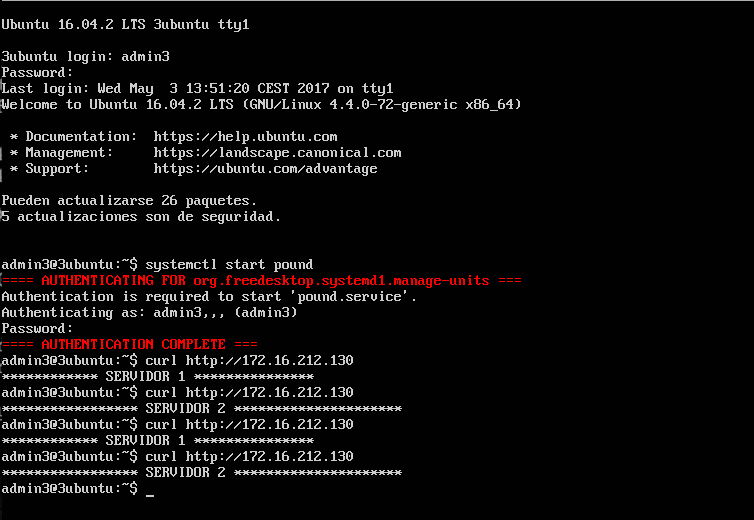 Ubuntu 16.04.2 LTS 3ubuntu tty1
3ubuntu login: admin3
Password:
Last login: Wed May  3 13:51:20 CEST 2017 on tty1
Welcome to Ubuntu 16.04.2 LTS (GNU/Linux 4.4.0-72-generic x86_64)
 * Documentation:  https://help.ubuntu.com
 * Management:     https://landscape.canonical.com
 * Support:        https://ubuntu.com/advantage
Pueden actualizarse 26 paquetes.
5 actualizaciones son de seguridad.
admin3@3ubuntu:~$ systemctl start pound
==== AUTHENTICATING FOR org.freedesktop.systemd1.manage-units ===
Authentication is required to start 'pound.service'.
Authenticating as: admin3,,, (admin3)
Password:
==== AUTHENTICATION COMPLETE ===
admin3@3ubuntu:~$ curl http://172.16.212.130
************ SERVIDOR 1 ***************
admin3@3ubuntu:~$ curl http://172.16.212.130
***************** SERVIDOR 2 *********************
admin3@3ubuntu:~$ curl http://172.16.212.130
************ SERVIDOR 1 ***************
admin3@3ubuntu:~$ curl http://172.16.212.130
***************** SERVIDOR 2 *********************
admin3@3ubuntu:~$ _